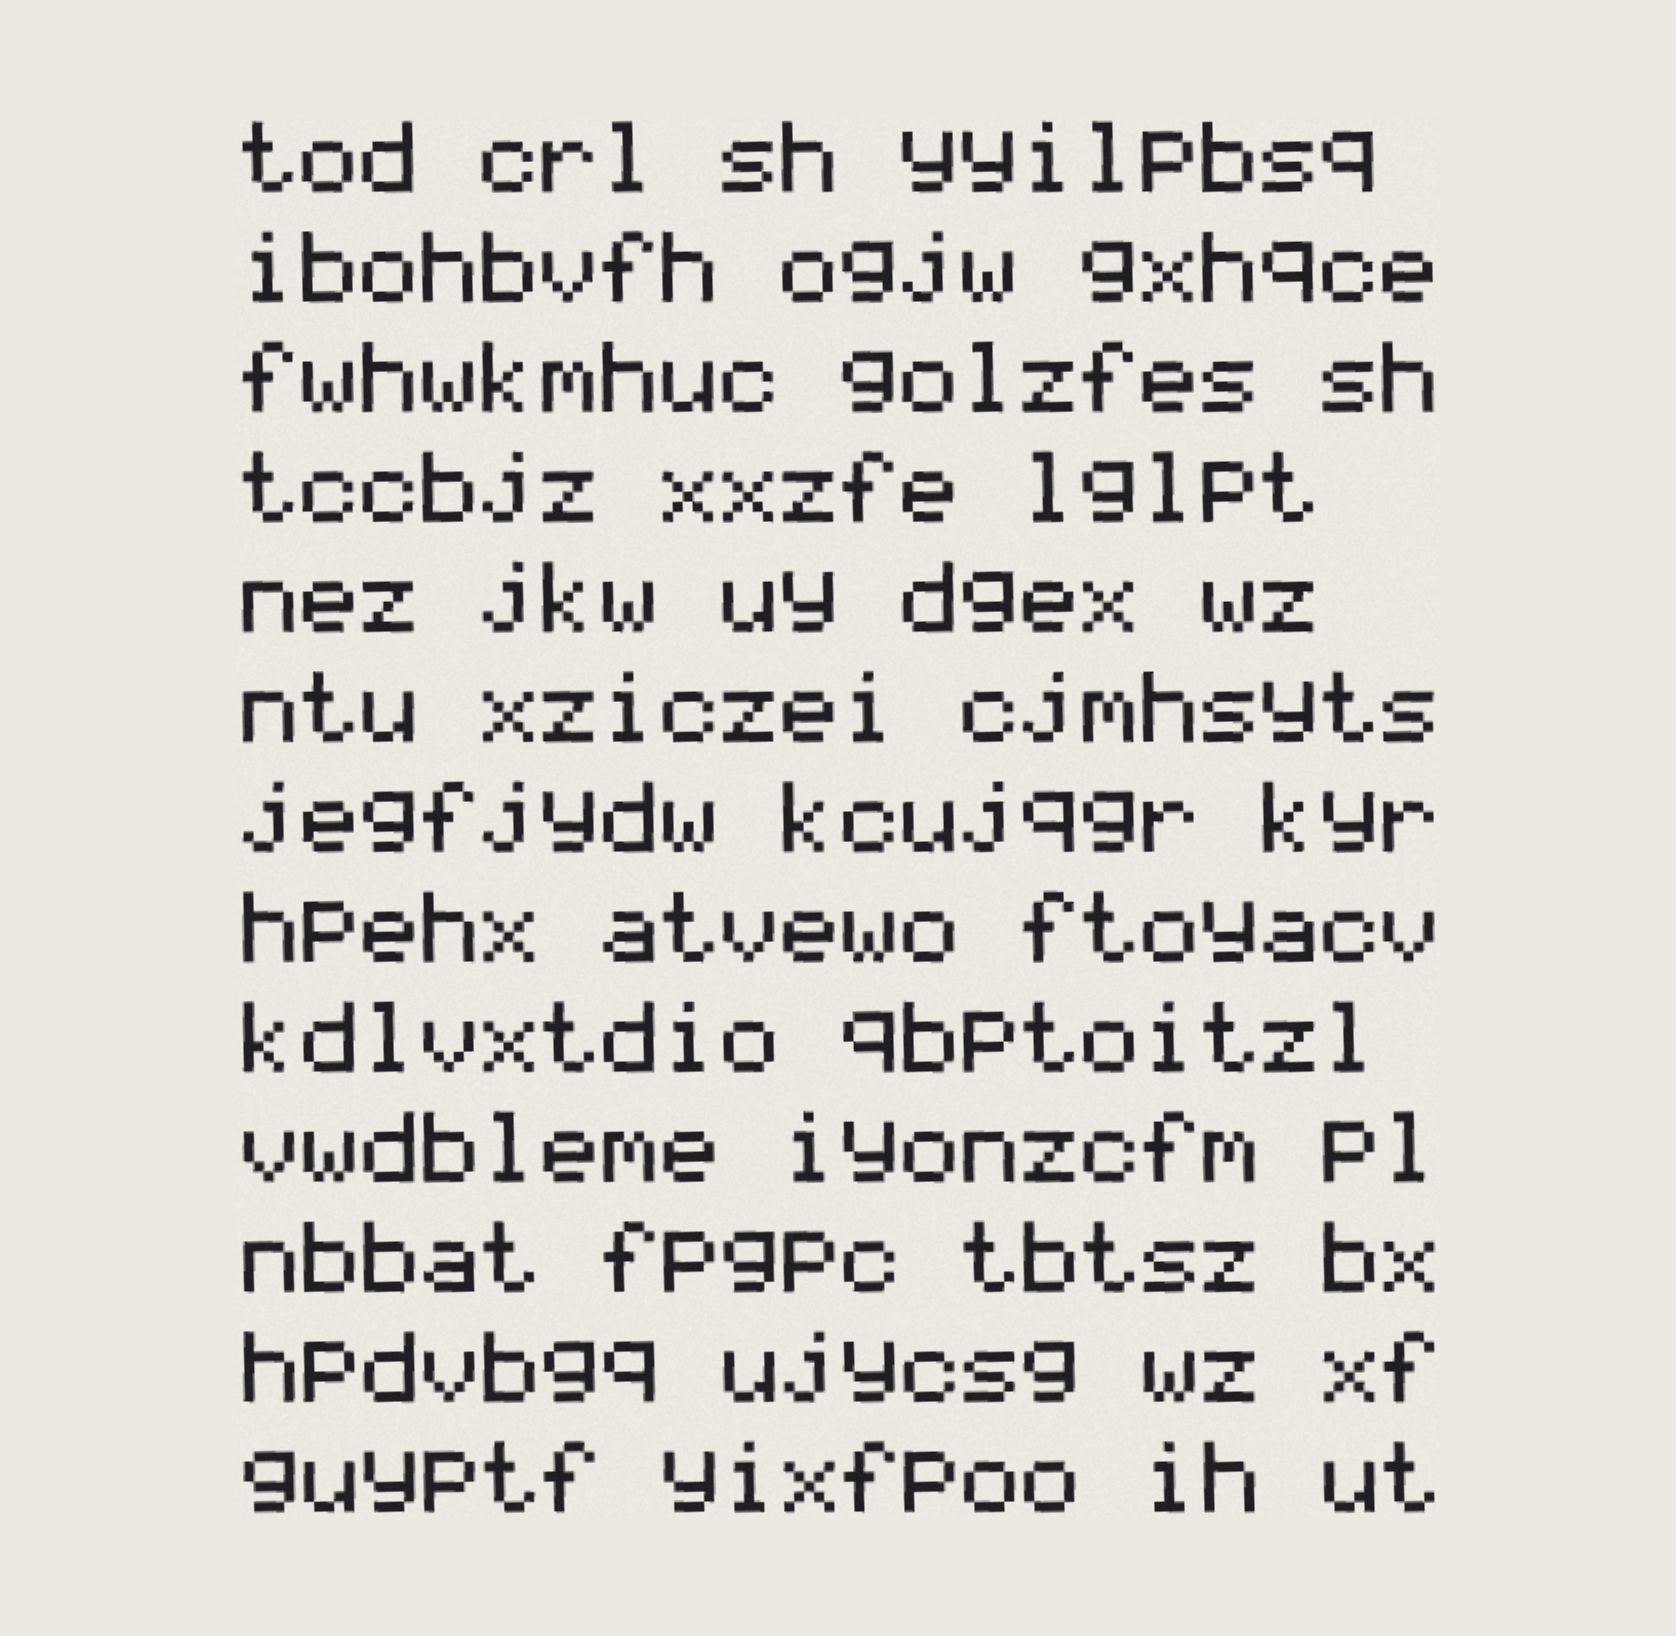 tod crl sh yyilpbsq
ibohbvfh ogjw gxhqce
fwhwkmhuc golzfes sh
tccbjz xxzfe lglpt
nez jkw uy dgex wz
ntu xziczei cjmhsyts
jegfjydw kcujqgr kyr
hpehx atvewo ftoyacv
kdlvxtdio qbptoitzl
vwdbleme iyonzcfm pl
nbbat fpgpc tbtsz bx
hpdvbgq ujycsg wz xf
guyptf yixfpoo ih ut